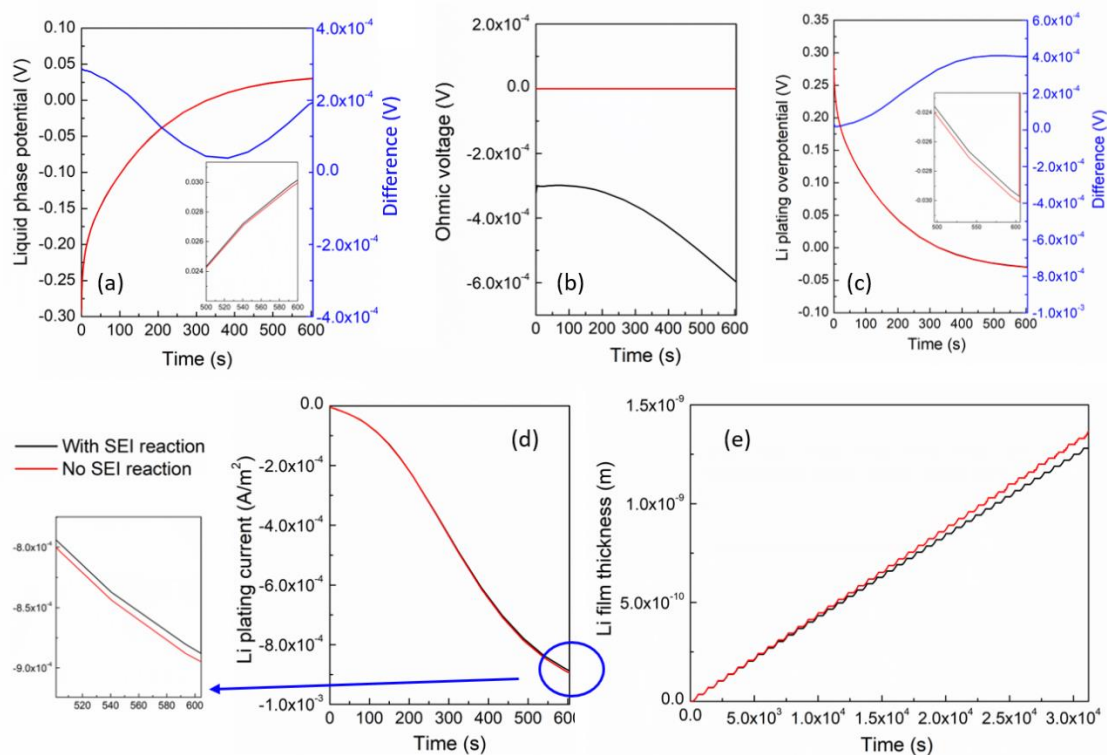 0.10
0.05
0.00
-0.05
-0.10
-0.15
-0.20
-0.25
-0.30
Liquid phase potential (V)
4.0x10⁻⁴
2.0x10⁻⁴
0.0
-2.0x10⁻⁴
-4.0x10⁻⁴
Difference (V)
0.030
0.028
0.026
0.024
500 520 540 560 580 600
(a)
0 100 200 300 400 500 600
Time (s)
2.0x10⁻⁴
0.0
-2.0x10⁻⁴
-4.0x10⁻⁴
-6.0x10⁻⁴
Ohmic voltage (V)
(b)
0 100 200 300 400 500 600
Time (s)
0.35
0.30
0.25
0.20
0.15
0.10
0.05
0.00
-0.05
0.10
Li plating overpotential (V)
6.0x10⁻⁴
4.0x10⁻⁴
2.0x10⁻⁴
0.0
-2.0x10⁻⁴
-4.0x10⁻⁴
-6.0x10⁻⁴
-8.0x10⁻⁴
-1.0x10⁻³
Difference (V)
-0.024
-0.026
-0.028
-0.030
500 550 600
(c)
0 100 200 300 400 500 600
Time (s)
With SEI reaction
No SEI reaction
-8.0x10⁻⁴
-8.5x10⁻⁴
-9.0x10⁻⁴
520 540 560 580 600
0.0
-2.0x10⁻⁴
-4.0x10⁻⁴
-6.0x10⁻⁴
-8.0x10⁻⁴
-1.0x10⁻³
Li plating current (A/m²)
(d)
0 100 200 300 400 500 600
Time (s)
1.5x10⁻⁹
1.0x10⁻⁹
5.0x10⁻¹⁰
0.0
Li film thickness (m)
(e)
0.0 5.0x10³ 1.0x10⁴ 1.5x10⁴ 2.0x10⁴ 2.5x10⁴ 3.0x10⁴
Time (s)